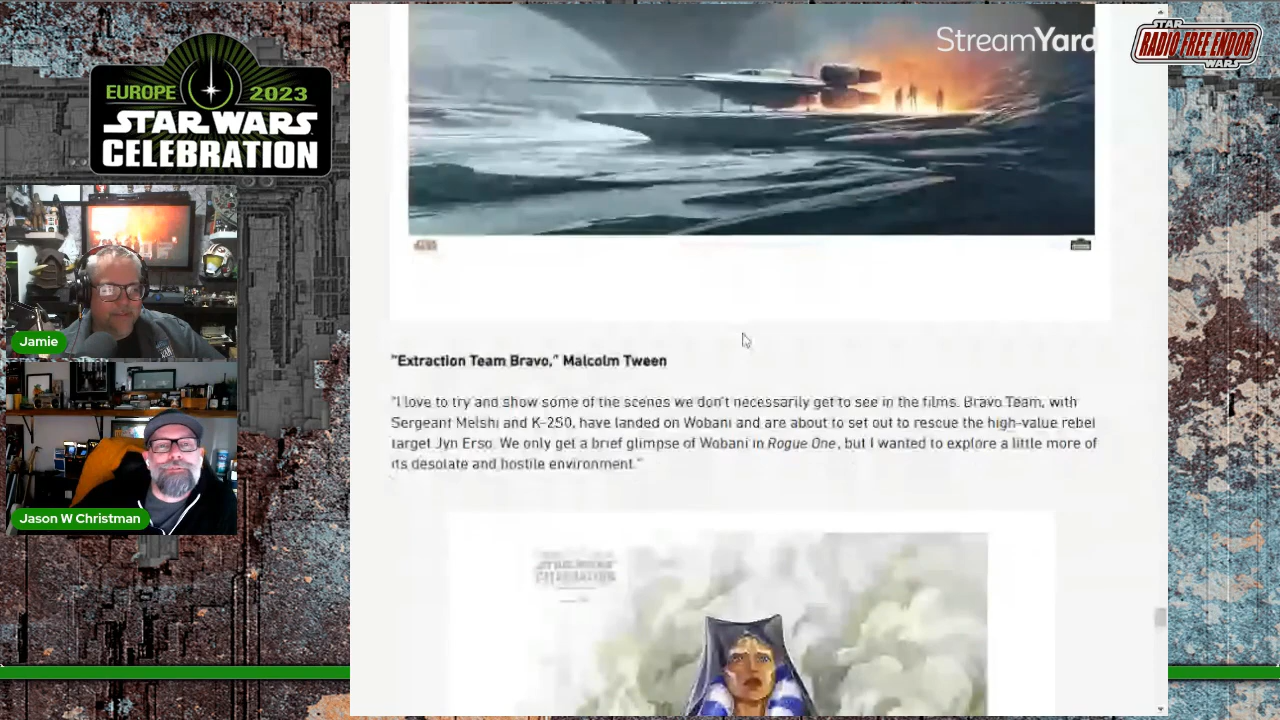 StreamYard
STAR
RADIO FREE ENDOR
WARS
EUROPE 2023
STAR WARS
CELEBRATION
Jamie
Jason W Christman
"Extraction Team Bravo," Malcolm Tween
"I love to try and show some of the scenes we don't necessarily get to see in the films. Bravo Team, with
Sergeant Melshi and K-2SO, have landed on Wobani and are about to set out to rescue the high-value rebel
target Jyn Erso. We only get a brief glimpse of Wobani in Rogue One, but I wanted to explore a little more of
its desolate and hostile environment."
STAR WARS
CELEBRATION